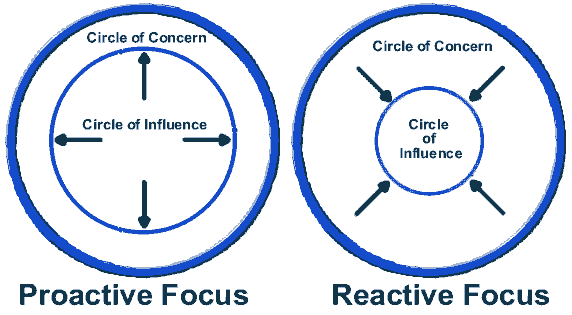 Circle of Concern
Circle of Influence
Proactive Focus
Circle of Concern
Circle
of
Influence
Reactive Focus